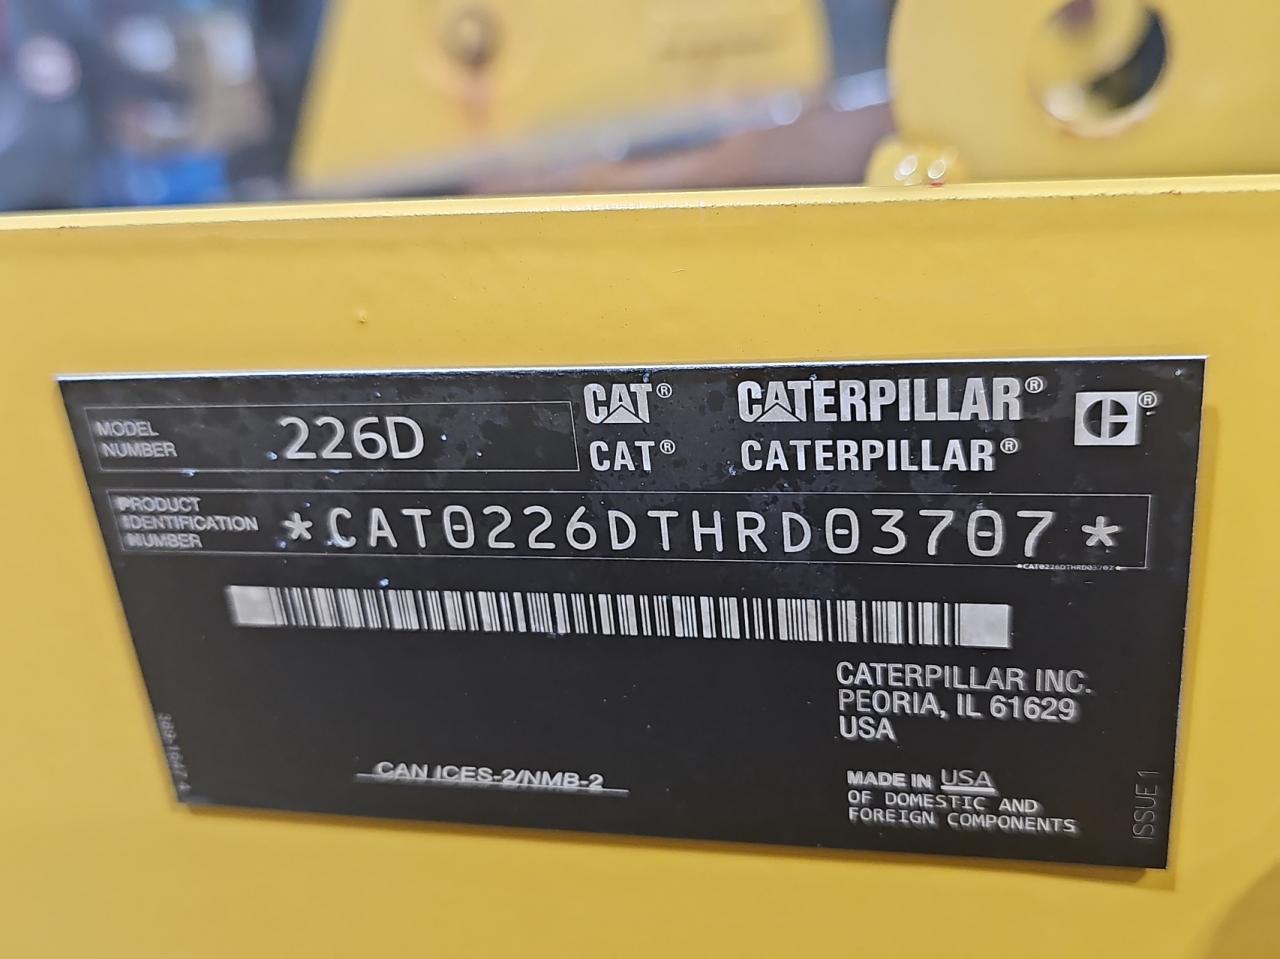 MODEL
NUMBER
226D
CAT® CATERPILLAR® ®
CAT® CATERPILLAR®
PRODUCT
IDENTIFICATION
NUMBER
*CAT0226DTHRD03707*
*CAT0226DTHRD03707*
CATERPILLAR INC.
PEORIA, IL 61629
USA
CAN ICES-2/NMB-2
MADE IN USA
OF DOMESTIC AND
FOREIGN COMPONENTS
ISSUE 1